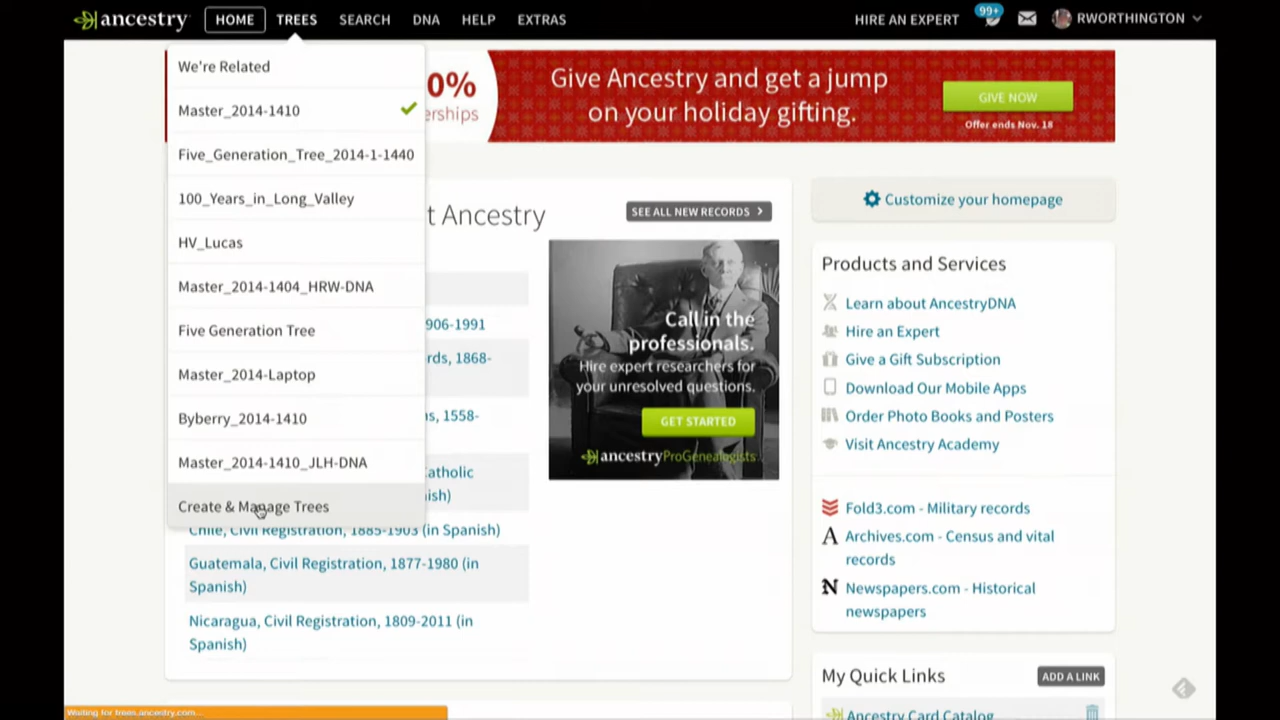 ancestry HOME TREES SEARCH DNA HELP EXTRAS HIRE AN EXPERT 99+ RWORTHINGTON
We're Related
Master_2014-1410
Five_Generation_Tree_2014-1-1440
100_Years_in_Long_Valley
HV_Lucas
Master_2014-1404_HRW-DNA
Five Generation Tree
Master_2014-Laptop
Byberry_2014-1410
Master_2014-1410_JLH-DNA
Create & Manage Trees
0%
erships
Give Ancestry and get a jump
on your holiday gifting.
GIVE NOW
Offer ends Nov. 18
t Ancestry
SEE ALL NEW RECORDS
906-1991
rds, 1868-
s, 1558-
atholic
sh)
Chile, Civil Registration, 1885-1903 (in Spanish)
Guatemala, Civil Registration, 1877-1980 (in
Spanish)
Nicaragua, Civil Registration, 1809-2011 (in
Spanish)
Call in the
professionals.
Hire expert researchers for
your unresolved questions.
GET STARTED
ancestryProGenealogists
Customize your homepage
Products and Services
Learn about AncestryDNA
Hire an Expert
Give a Gift Subscription
Download Our Mobile Apps
Order Photo Books and Posters
Visit Ancestry Academy
Fold3.com - Military records
Archives.com - Census and vital
records
Newspapers.com - Historical
newspapers
My Quick Links
ADD A LINK
Ancestry Card Catalog
Waiting for trees.ancestry.com...